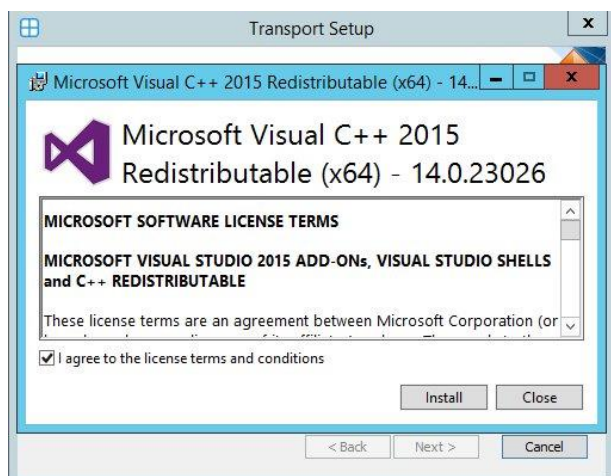 Transport Setup
x
Microsoft Visual C++ 2015 Redistributable (x64) - 14...
x
Microsoft Visual C++ 2015
Redistributable (x64) - 14.0.23026
MICROSOFT SOFTWARE LICENSE TERMS
MICROSOFT VISUAL STUDIO 2015 ADD-ONs, VISUAL STUDIO SHELLS
and C++ REDISTRIBUTABLE
These license terms are an agreement between Microsoft Corporation (or
I agree to the license terms and conditions
Install Close
< Back Next > Cancel